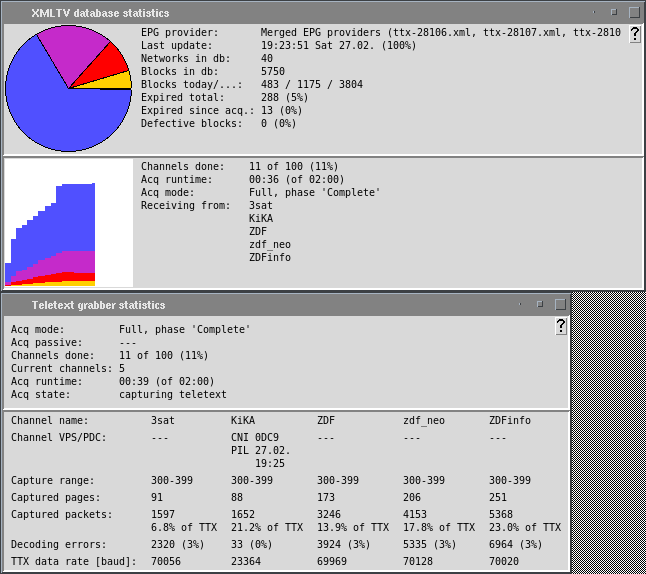 XMLTV database statistics
EPG provider: Merged EPG providers (ttx-28106.xml, ttx-28107.xml, ttx-2810
?
Last update: 19:23:51 Sat 27.02. (100%)
Networks in db: 40
Blocks in db: 5750
Blocks today/...: 483 / 1175 / 3804
Expired total: 288 (5%)
Expired since acq.: 13 (0%)
Defective blocks: 0 (0%)
Channels done: 11 of 100 (11%)
Acq runtime: 00:36 (of 02:00)
Acq mode: Full, phase 'Complete'
Receiving from: 3sat
KiKA
ZDF
zdf_neo
ZDFinfo
Teletext grabber statistics
?
Acq mode: Full, phase 'Complete'
Acq passive: ---
Channels done: 11 of 100 (11%)
Current channels: 5
Acq runtime: 00:39 (of 02:00)
Acq state: capturing teletext
Channel name: 3sat KiKA ZDF zdf_neo ZDFinfo
Channel VPS/PDC: --- CNI 0DC9 --- --- ---
PIL 27.02.
19:25
Capture range: 300-399 300-399 300-399 300-399 300-399
Captured pages: 91 88 173 206 251
Captured packets: 1597 1652 3246 4153 5368
6.8% of TTX 21.2% of TTX 13.9% of TTX 17.8% of TTX 23.0% of TTX
Decoding errors: 2320 (3%) 33 (0%) 3924 (3%) 5335 (3%) 6964 (3%)
TTX data rate [baud]: 70056 23364 69969 70128 70020